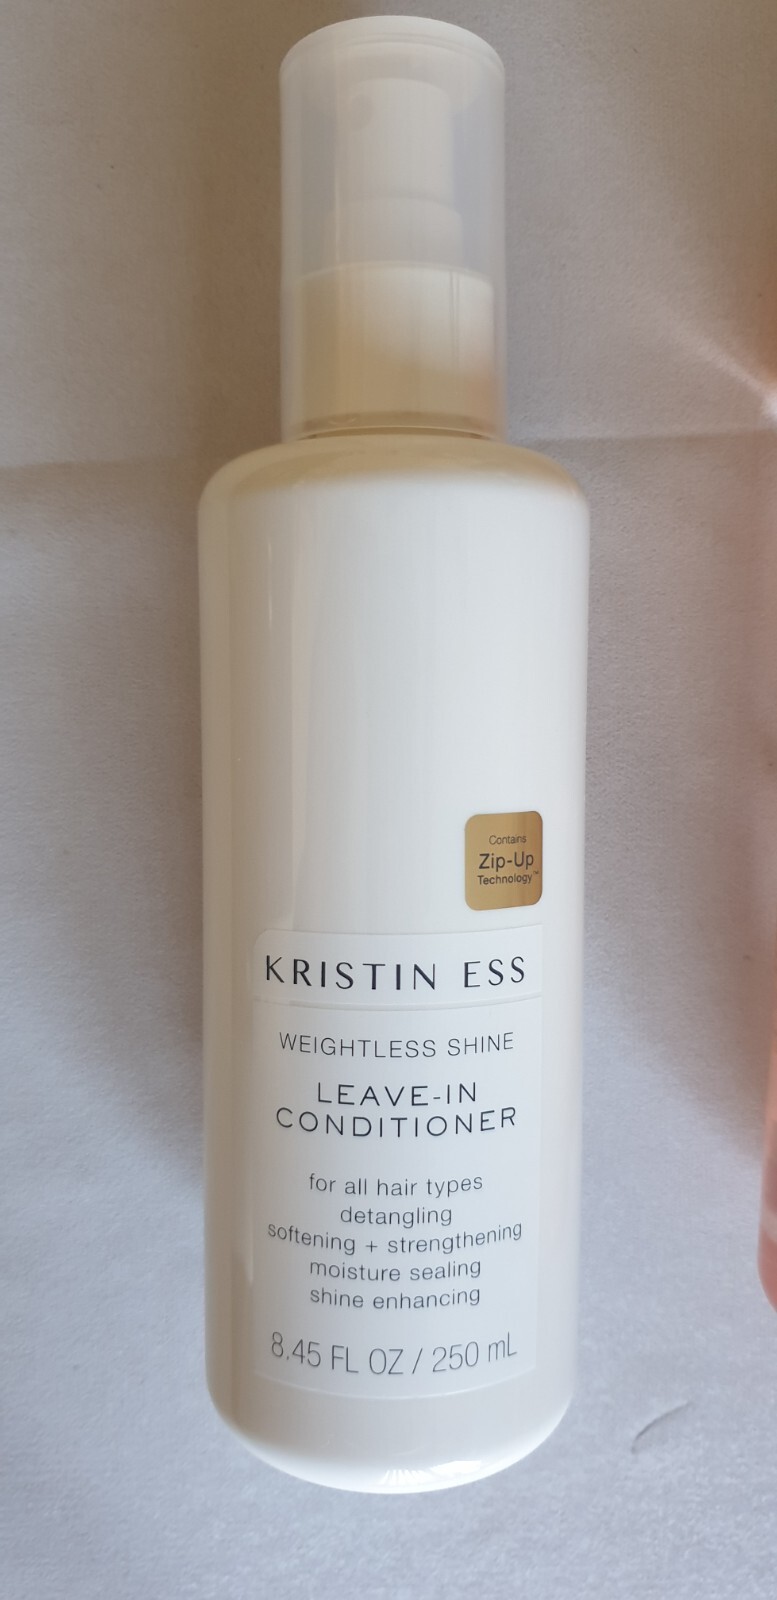 Contains
Zip-Up
Technology™
KRISTIN ESS
WEIGHTLESS SHINE
LEAVE-IN
CONDITIONER
for all hair types
detangling
softening + strengthening
moisture sealing
shine enhancing
8.45 FL OZ / 250 mL